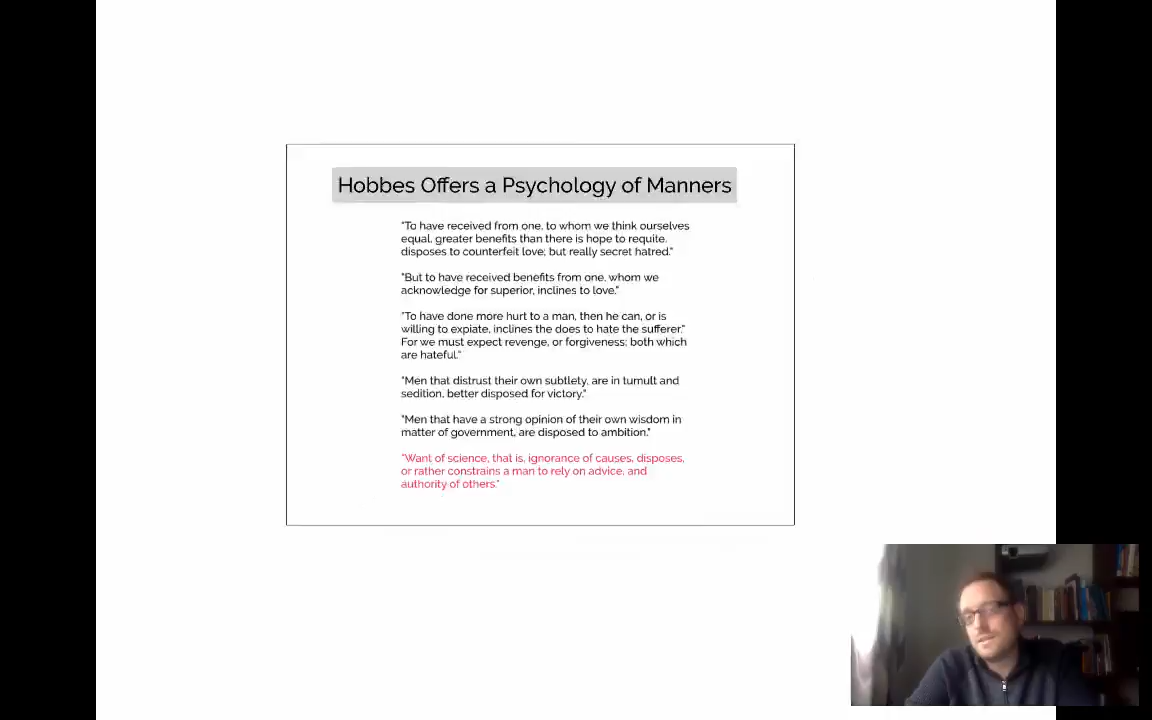 Hobbes Offers a Psychology of Manners
"To have received from one, to whom we think ourselves
equal, greater benefits than there is hope to requite,
disposes to counterfeit love; but really secret hatred."
"But to have received benefits from one, whom we
acknowledge for superior, inclines to love."
"To have done more hurt to a man, then he can, or is
willing to expiate, inclines the does to hate the sufferer."
For we must expect revenge, or forgiveness; both which
are hateful."
"Men that distrust their own subtlety, are in tumult and
sedition, better disposed for victory."
"Men that have a strong opinion of their own wisdom in
matter of government, are disposed to ambition."
"Want of science, that is, ignorance of causes, disposes,
or rather constrains a man to rely on advice, and
authority of others."